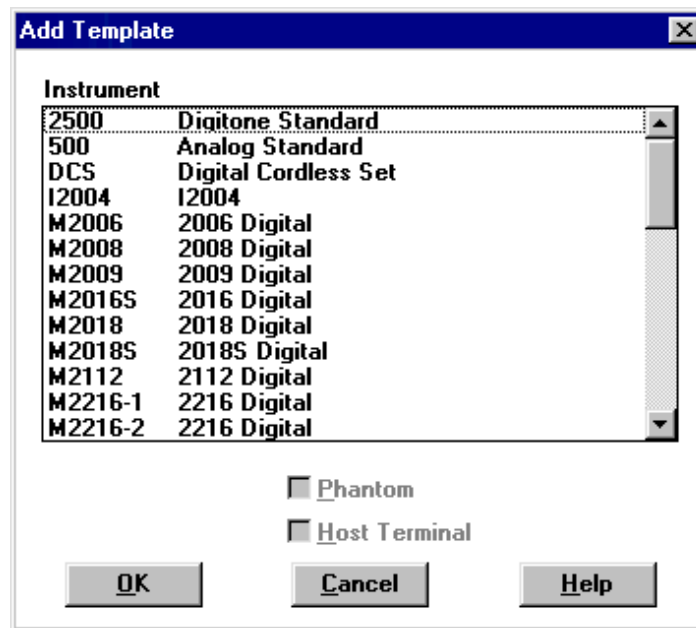 Add Template
Instrument
2500 Digitone Standard
500 Analog Standard
DCS Digital Cordless Set
I2004 I2004
M2006 2006 Digital
M2008 2008 Digital
M2009 2009 Digital
M2016S 2016 Digital
M2018 2018 Digital
M2018S 2018S Digital
M2112 2112 Digital
M2216-1 2216 Digital
M2216-2 2216 Digital
Phantom
Host Terminal
OK Cancel Help